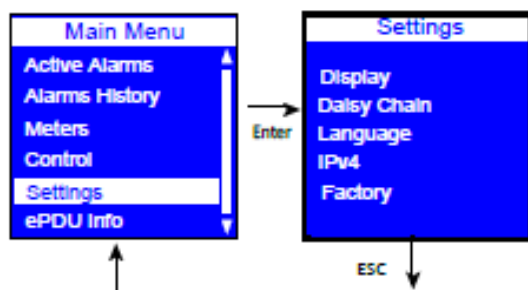 Main Menu
Active Alarms
Alarms History
Meters
Control
Settings
ePDU Info
Enter
Settings
Display
Daisy Chain
Language
IPv4
Factory
ESC